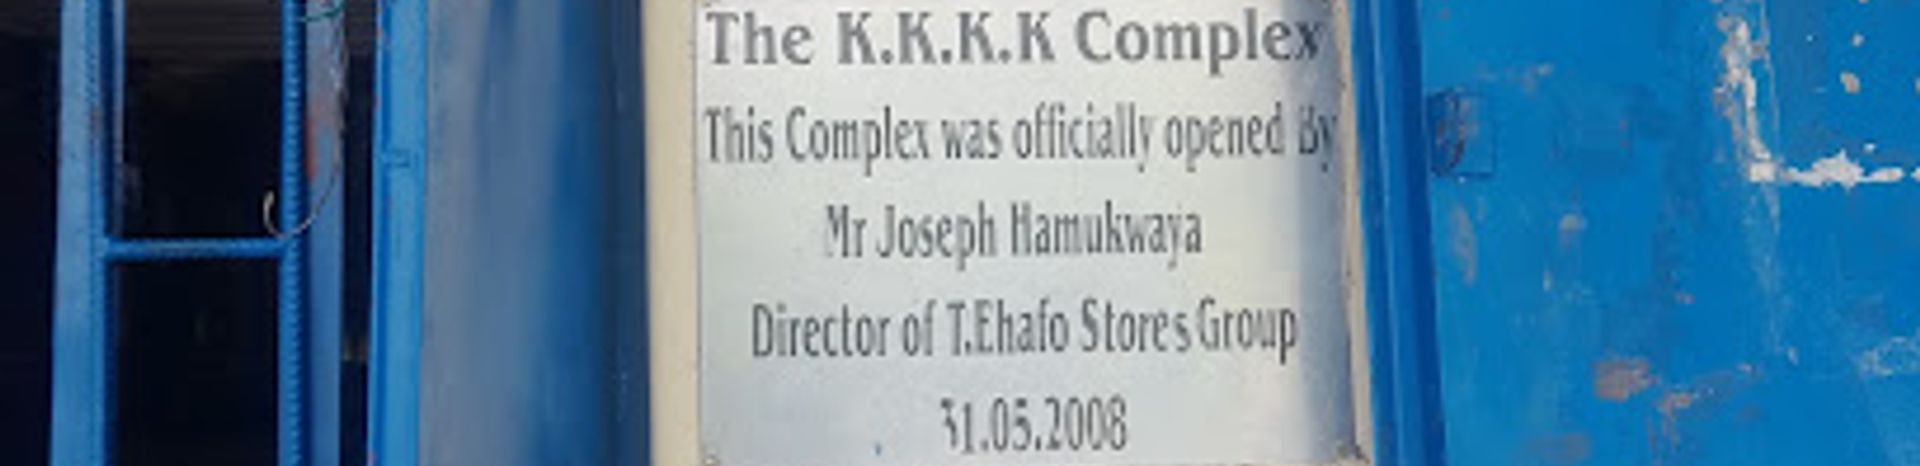 The K.K.K.K Complex
This Complex was officially opened By
Mr Joseph Hamukwaya
Director of T.Ehafo Stores Group
31.05.2008